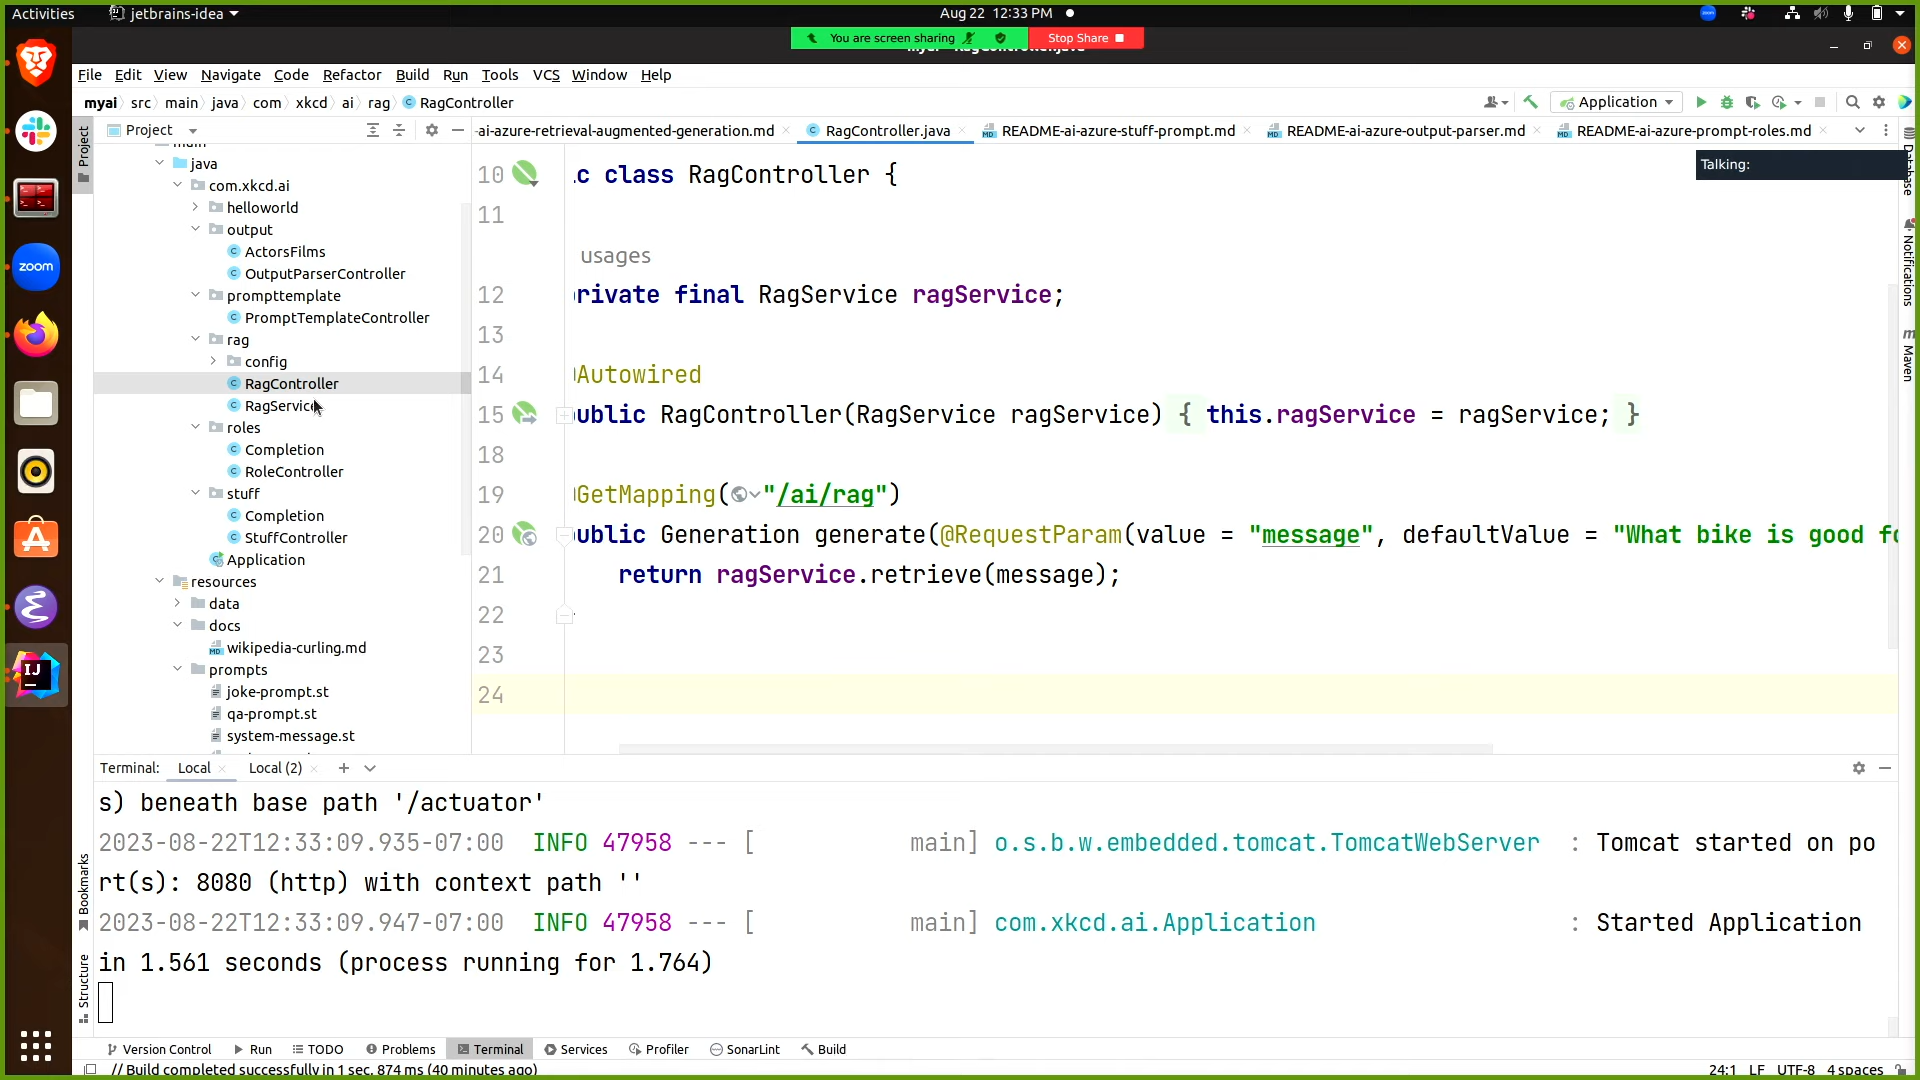 Activities
jetbrains-idea
Aug 22 12:33 PM
You are screen sharing
Stop Share
File Edit View Navigate Code Refactor Build Run Tools VCS Window Help
myai src main java com xkcd ai rag RagController
Application
Project
-ai-azure-retrieval-augmented-generation.md
RagController.java
README-ai-azure-stuff-prompt.md
README-ai-azure-output-parser.md
README-ai-azure-prompt-roles.md
Talking:
Project
Database
Notifications
Maven
java
com.xkcd.ai
helloworld
output
ActorsFilms
OutputParserController
prompttemplate
PromptTemplateController
rag
config
RagController
RagService
roles
Completion
RoleController
stuff
Completion
StuffController
Application
resources
data
docs
wikipedia-curling.md
prompts
joke-prompt.st
qa-prompt.st
system-message.st
10 c class RagController {
11
usages
12 rivate final RagService ragService;
13
14 Autowired
15 ublic RagController(RagService ragService) { this.ragService = ragService; }
18
19 GetMapping("/ai/rag")
20 ublic Generation generate(@RequestParam(value = "message", defaultValue = "What bike is good fo
21 return ragService.retrieve(message);
22
23
24
Terminal: Local Local (2)
s) beneath base path '/actuator'
2023-08-22T12:33:09.935-07:00 INFO 47958 --- [ main] o.s.b.w.embedded.tomcat.TomcatWebServer : Tomcat started on po
rt(s): 8080 (http) with context path ''
2023-08-22T12:33:09.947-07:00 INFO 47958 --- [ main] com.xkcd.ai.Application : Started Application
in 1.561 seconds (process running for 1.764)
Bookmarks
Structure
zoom
IJ
Version Control Run TODO Problems Terminal Services Profiler SonarLint Build
// Build completed successfully in 1 sec, 874 ms (40 minutes ago)
24:1 LF UTF-8 4 spaces